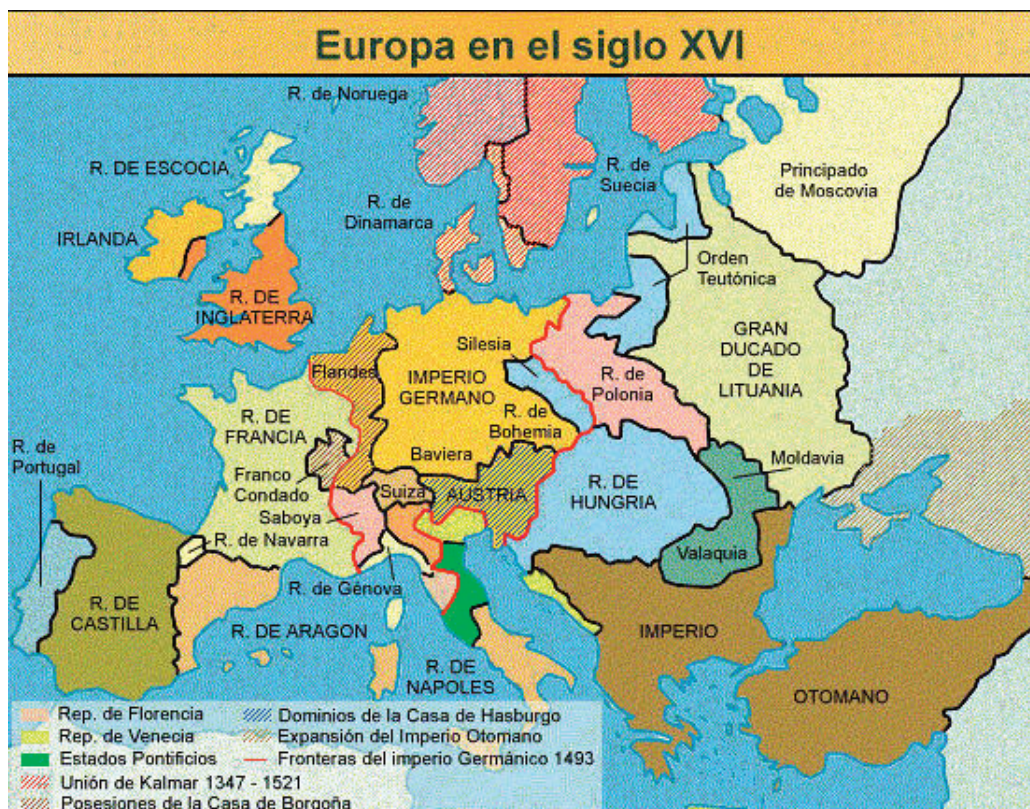 Europa en el siglo XVI
R. de Noruega
R. DE ESCOCIA
R. de
Suecia
Principado
de Moscovia
R. de
Dinamarca
IRLANDA
Orden
Teutónica
R. DE
INGLATERRA
GRAN
DUCADO
DE
LITUANIA
Silesia
Flandes
IMPERIO
GERMANO
R. de
Polonia
R. DE
FRANCIA
R. de
Bohemia
R. de
Portugal
Baviera
Moldavia
Franco
Condado
Suiza
AUSTRIA
R. DE
HUNGRIA
Saboya
R. de Navarra
Valaquia
R. de Génova
R. DE
CASTILLA
R. DE ARAGON
IMPERIO
R. DE
NAPOLES
OTOMANO
Rep. de Florencia
Rep. de Venecia
Estados Pontificios
Unión de Kalmar 1347 - 1521
Posesiones de la Casa de Borgoña
Dominios de la Casa de Hasburgo
Expansión del Imperio Otomano
Fronteras del imperio Germánico 1493